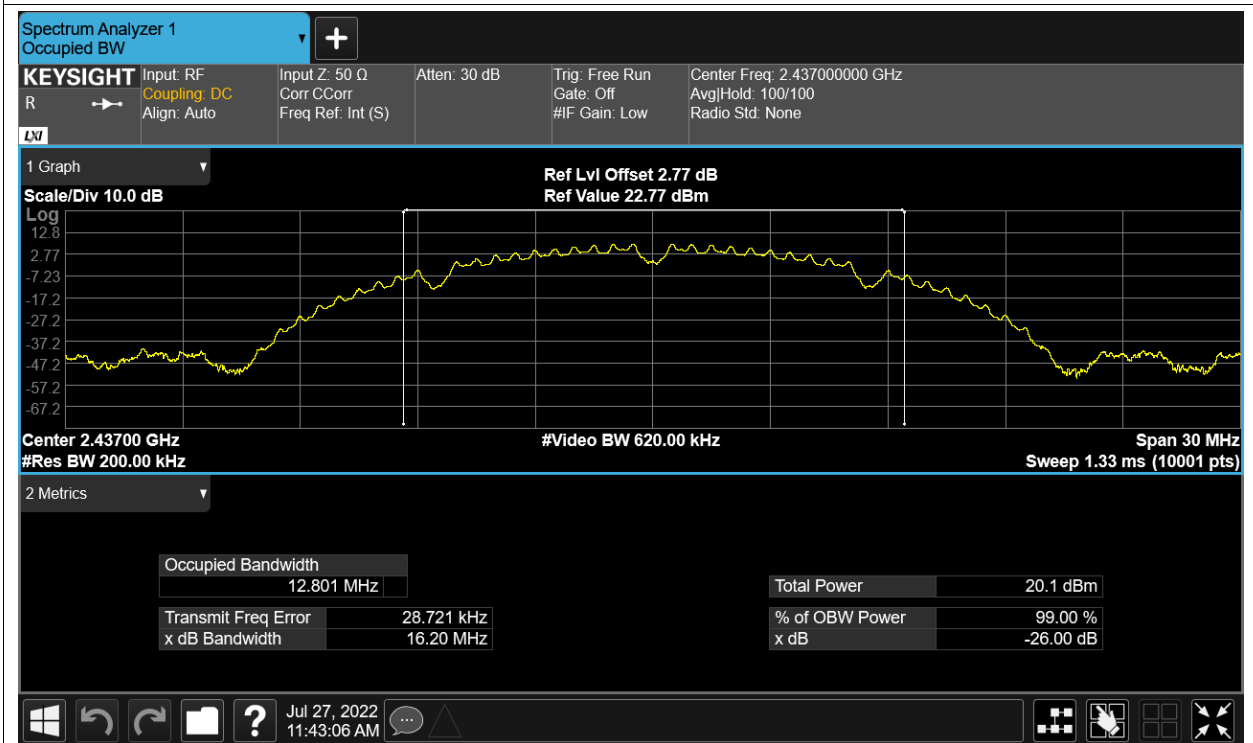 Spectrum Analyzer 1
Occupied BW
+
KEYSIGHT
R
LXI
Input: RF
Coupling: DC
Align: Auto
Input Z: 50 Ω
Corr CCorr
Freq Ref: Int (S)
Atten: 30 dB
Trig: Free Run
Gate: Off
#IF Gain: Low
Center Freq: 2.437000000 GHz
Avg|Hold: 100/100
Radio Std: None
1 Graph
Scale/Div 10.0 dB
Ref Lvl Offset 2.77 dB
Ref Value 22.77 dBm
Log
12.8
2.77
-7.23
-17.2
-27.2
-37.2
-47.2
-57.2
-67.2
Center 2.43700 GHz
#Res BW 200.00 kHz
#Video BW 620.00 kHz
Span 30 MHz
Sweep 1.33 ms (10001 pts)
2 Metrics
Occupied Bandwidth
12.801 MHz
Transmit Freq Error 28.721 kHz
x dB Bandwidth 16.20 MHz
Total Power 20.1 dBm
% of OBW Power 99.00 %
x dB -26.00 dB
?
Jul 27, 2022
11:43:06 AM